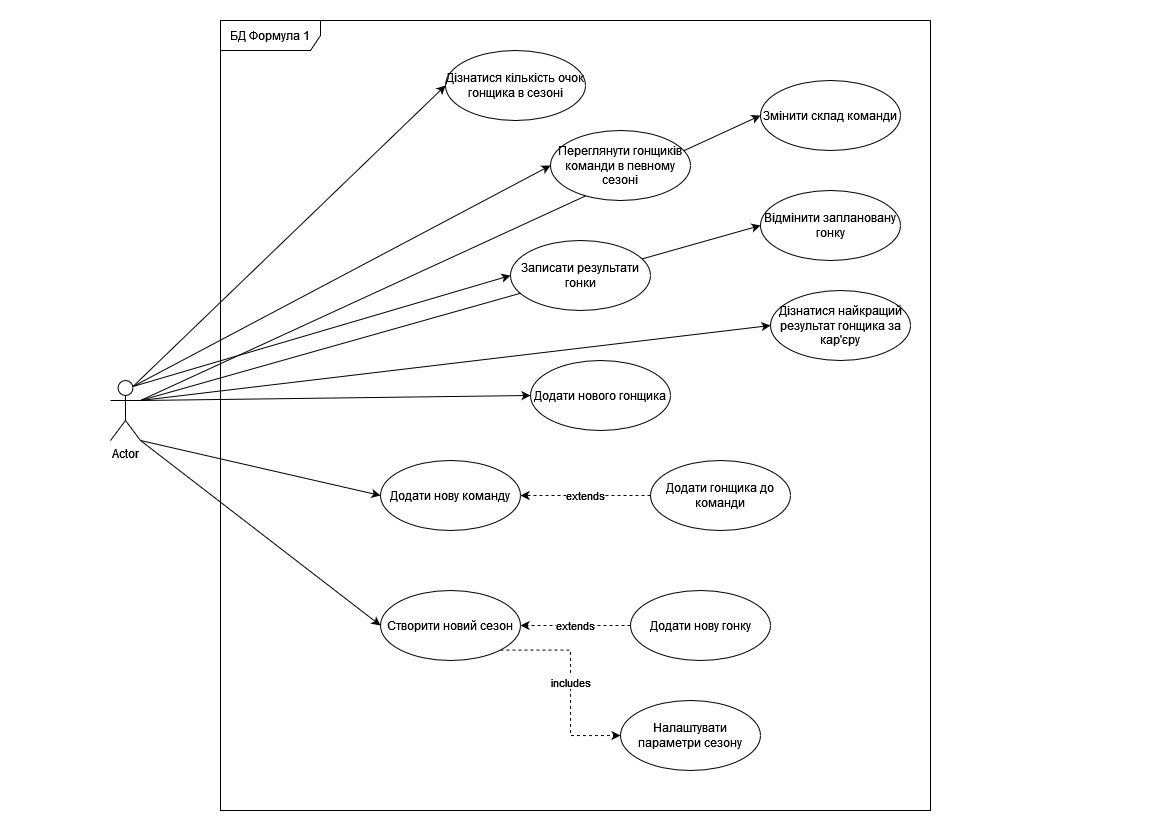 БД Формула 1
Дізнатися кількість очок
гонщика в сезоні
Змінити склад команди
Переглянути гонщиків
команди в певному
сезоні
Відмінити заплановану
гонку
Записати результати
гонки
Дізнатися найкращий
результат гонщика за
кар'єру
Додати нового гонщика
Actor
Додати нову команду
extends
Додати гонщика до
команди
Створити новий сезон
extends
Додати нову гонку
includes
Налаштувати
параметри сезону